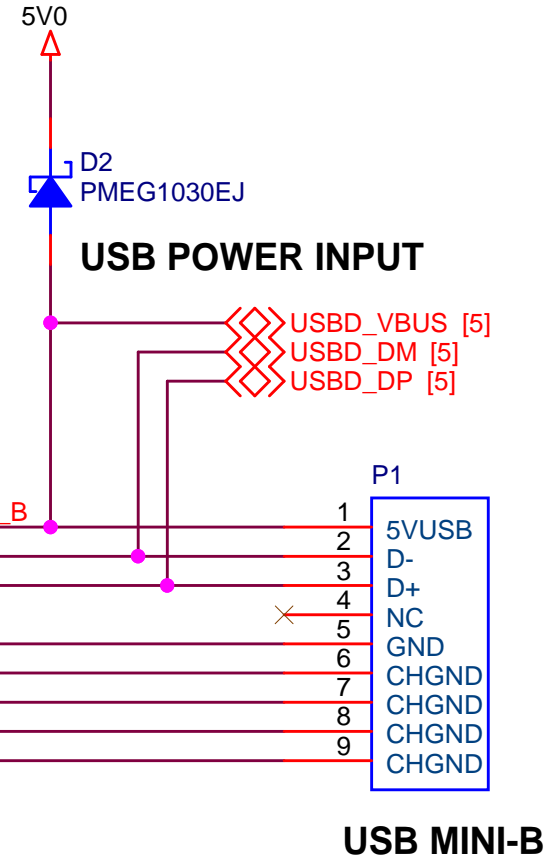 5V0
D2
PMEG1030EJ
USB POWER INPUT
USBD_VBUS [5]
USBD_DM [5]
USBD_DP [5]
P1
_B
1 5VUSB
2 D-
3 D+
4 NC
5 GND
6 CHGND
7 CHGND
8 CHGND
9 CHGND
USB MINI-B